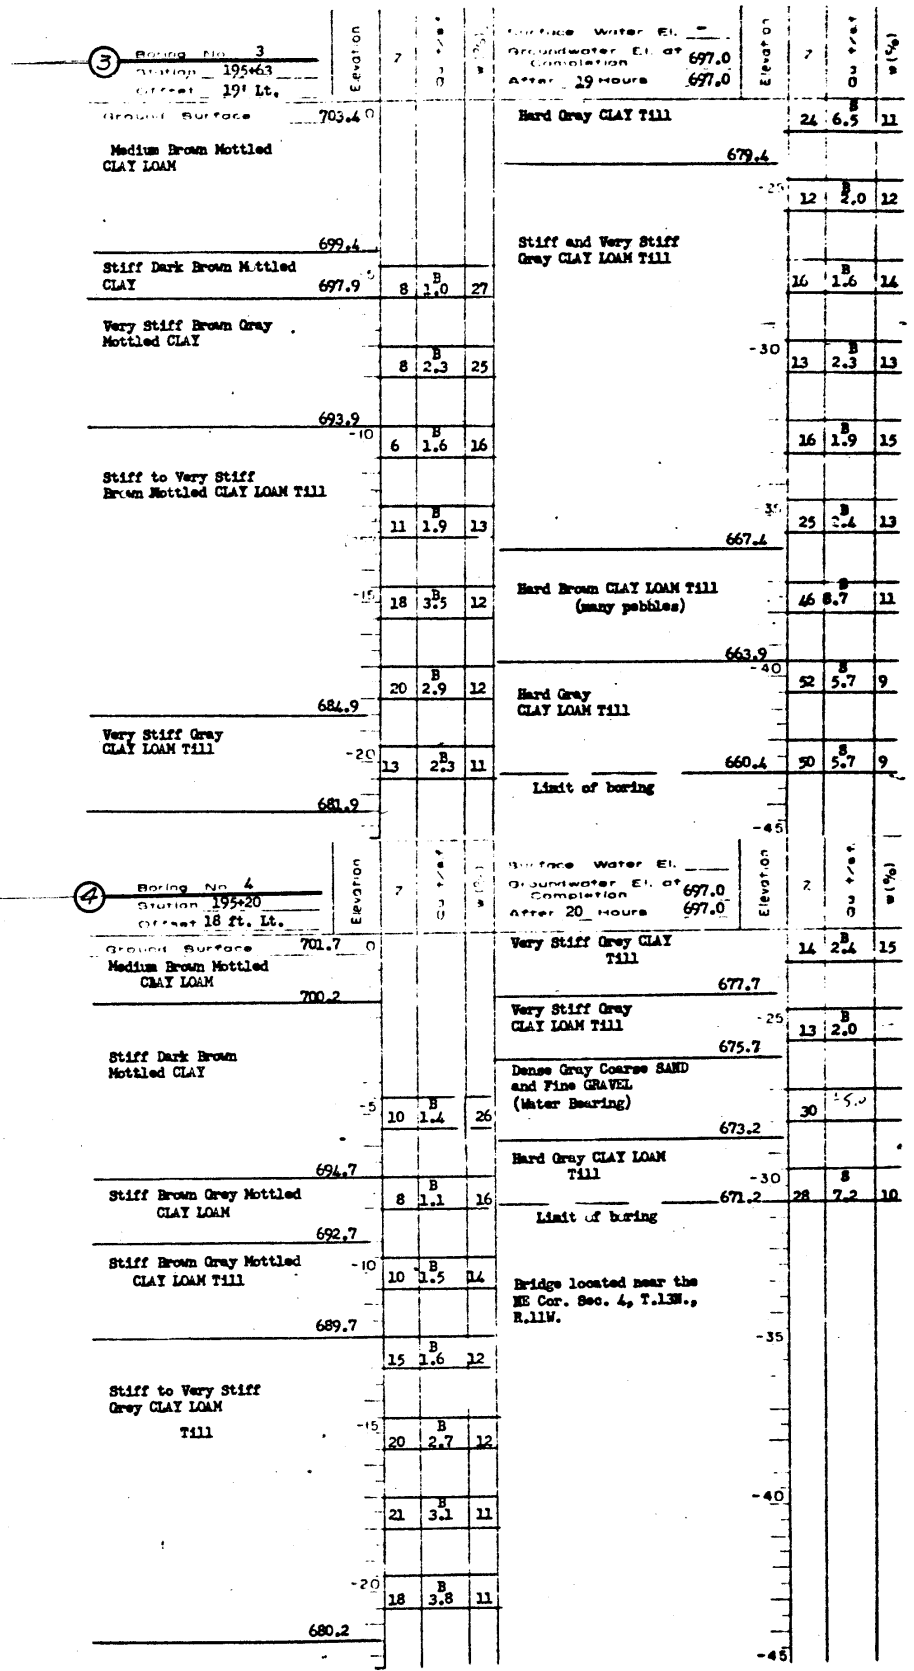 3
Boring No. 3
Station 195+63
Offset 19' Lt.
Elevation
N
Qu t/s.f.
w (%)
Ground Surface 703.4 0
Medium Brown Mottled
CLAY LOAM
699.4
Stiff Dark Brown Mottled
CLAY 697.9
-5
B
8 1.0 27
Very Stiff Brown Gray
Mottled CLAY
B
8 2.3 25
693.9
-10
B
6 1.6 16
Stiff to Very Stiff
Brown Mottled CLAY LOAM Till
B
11 1.9 13
-15
B
18 3.5 12
B
20 2.9 12
684.9
Very Stiff Gray
CLAY LOAM Till
-20
B
13 2.3 11
681.9
Surface Water El. -
Groundwater El. at
Completion 697.0
After 19 Hours 697.0
Elevation
N
Qu t/s.f.
w (%)
Hard Gray CLAY Till
S
24 6.5 11
679.4
-25
B
12 2.0 12
Stiff and Very Stiff
Gray CLAY LOAM Till
B
16 1.6 14
-30
B
13 2.3 13
B
16 1.9 15
-35
B
25 2.4 13
667.4
Hard Brown CLAY LOAM Till
(many pebbles)
S
46 8.7 11
663.9
-40
S
52 5.7 9
Hard Gray
CLAY LOAM Till
S
660.4 50 5.7 9
Limit of boring
-45
4
Boring No. 4
Station 195+20
Offset 18 ft. Lt.
Elevation
N
Qu t/s.f.
w (%)
Ground Surface 701.7 0
Medium Brown Mottled
CLAY LOAM
700.2
Stiff Dark Brown
Mottled CLAY
-5
B
10 1.4 26
694.7
Stiff Brown Grey Mottled
CLAY LOAM
B
8 1.1 16
692.7
Stiff Brown Gray Mottled
CLAY LOAM Till
-10
B
10 1.5 14
689.7
B
15 1.6 12
Stiff to Very Stiff
Grey CLAY LOAM
Till
-15
B
20 2.7 12
B
21 3.1 11
-20
B
18 3.8 11
680.2
Surface Water El.
Groundwater El. at
Completion 697.0
After 20 Hours 697.0
Elevation
N
Qu t/s.f.
w (%)
Very Stiff Grey CLAY
Till
B
14 2.4 15
677.7
Very Stiff Gray
CLAY LOAM Till
-25
B
13 2.0
675.7
Dense Gray Coarse SAND
and Fine GRAVEL
(Water Bearing)
30
673.2
Hard Gray CLAY LOAM
Till
-30
S
671.2 28 7.2 10
Limit of boring
Bridge located near the
NE Cor. Sec. 4, T.13N.,
R.11W.
-35
-40
-45